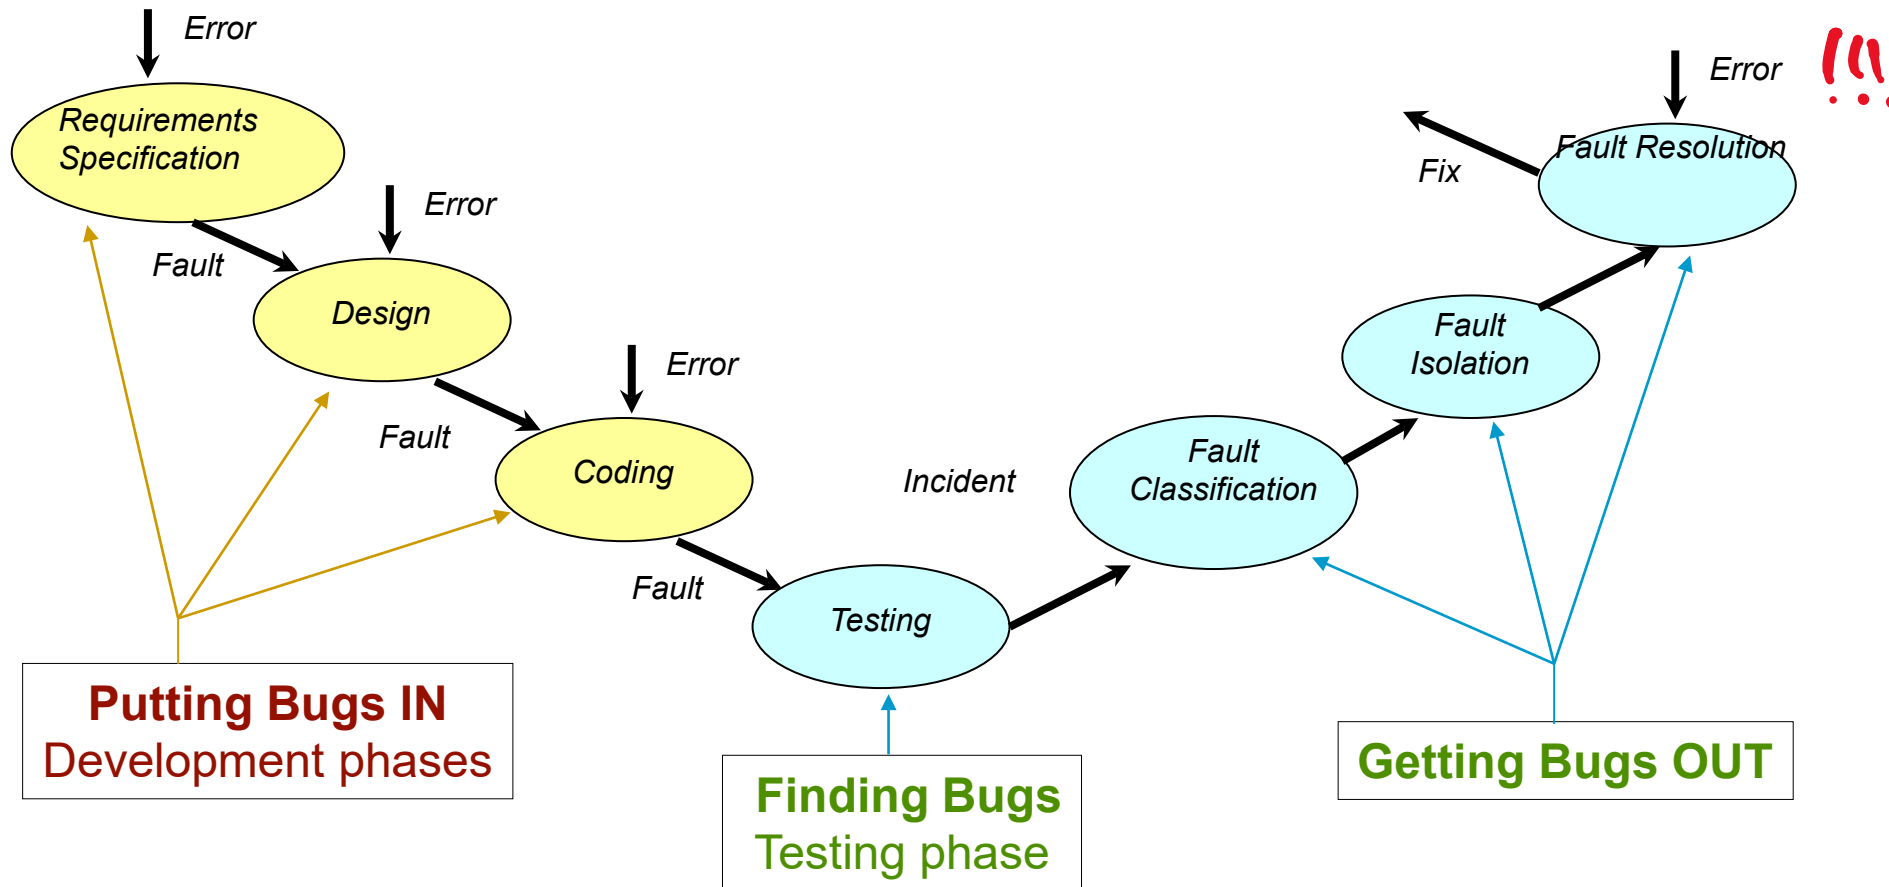 Error
Requirements
Specification
Fault
Error
Design
Fault
Error
Coding
Fault
Testing
Incident
Fault
Classification
Fault
Isolation
Fault Resolution
Error
!!!
Fix
Putting Bugs IN
Development phases
Finding Bugs
Testing phase
Getting Bugs OUT